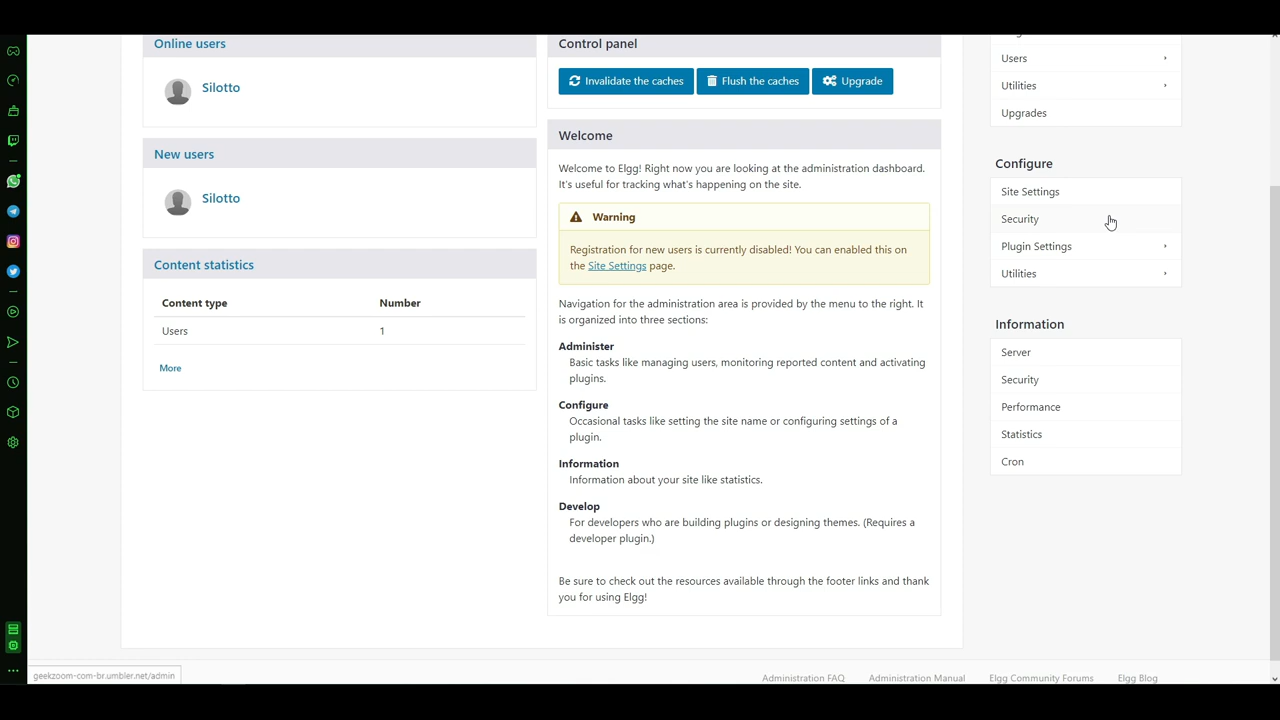 Online users
Silotto
New users
Silotto
Content statistics
Content type Number
Users 1
More
Control panel
Invalidate the caches Flush the caches Upgrade
Welcome
Welcome to Elgg! Right now you are looking at the administration dashboard.
It's useful for tracking what's happening on the site.
Warning
Registration for new users is currently disabled! You can enabled this on
the Site Settings page.
Navigation for the administration area is provided by the menu to the right. It
is organized into three sections:
Administer
Basic tasks like managing users, monitoring reported content and activating
plugins.
Configure
Occasional tasks like setting the site name or configuring settings of a
plugin.
Information
Information about your site like statistics.
Develop
For developers who are building plugins or designing themes. (Requires a
developer plugin.)
Be sure to check out the resources available through the footer links and thank
you for using Elgg!
Users
Utilities
Upgrades
Configure
Site Settings
Security
Plugin Settings
Utilities
Information
Server
Security
Performance
Statistics
Cron
geekzoom-com-br.umbler.net/admin
Administration FAQ Administration Manual Elgg Community Forums Elgg Blog